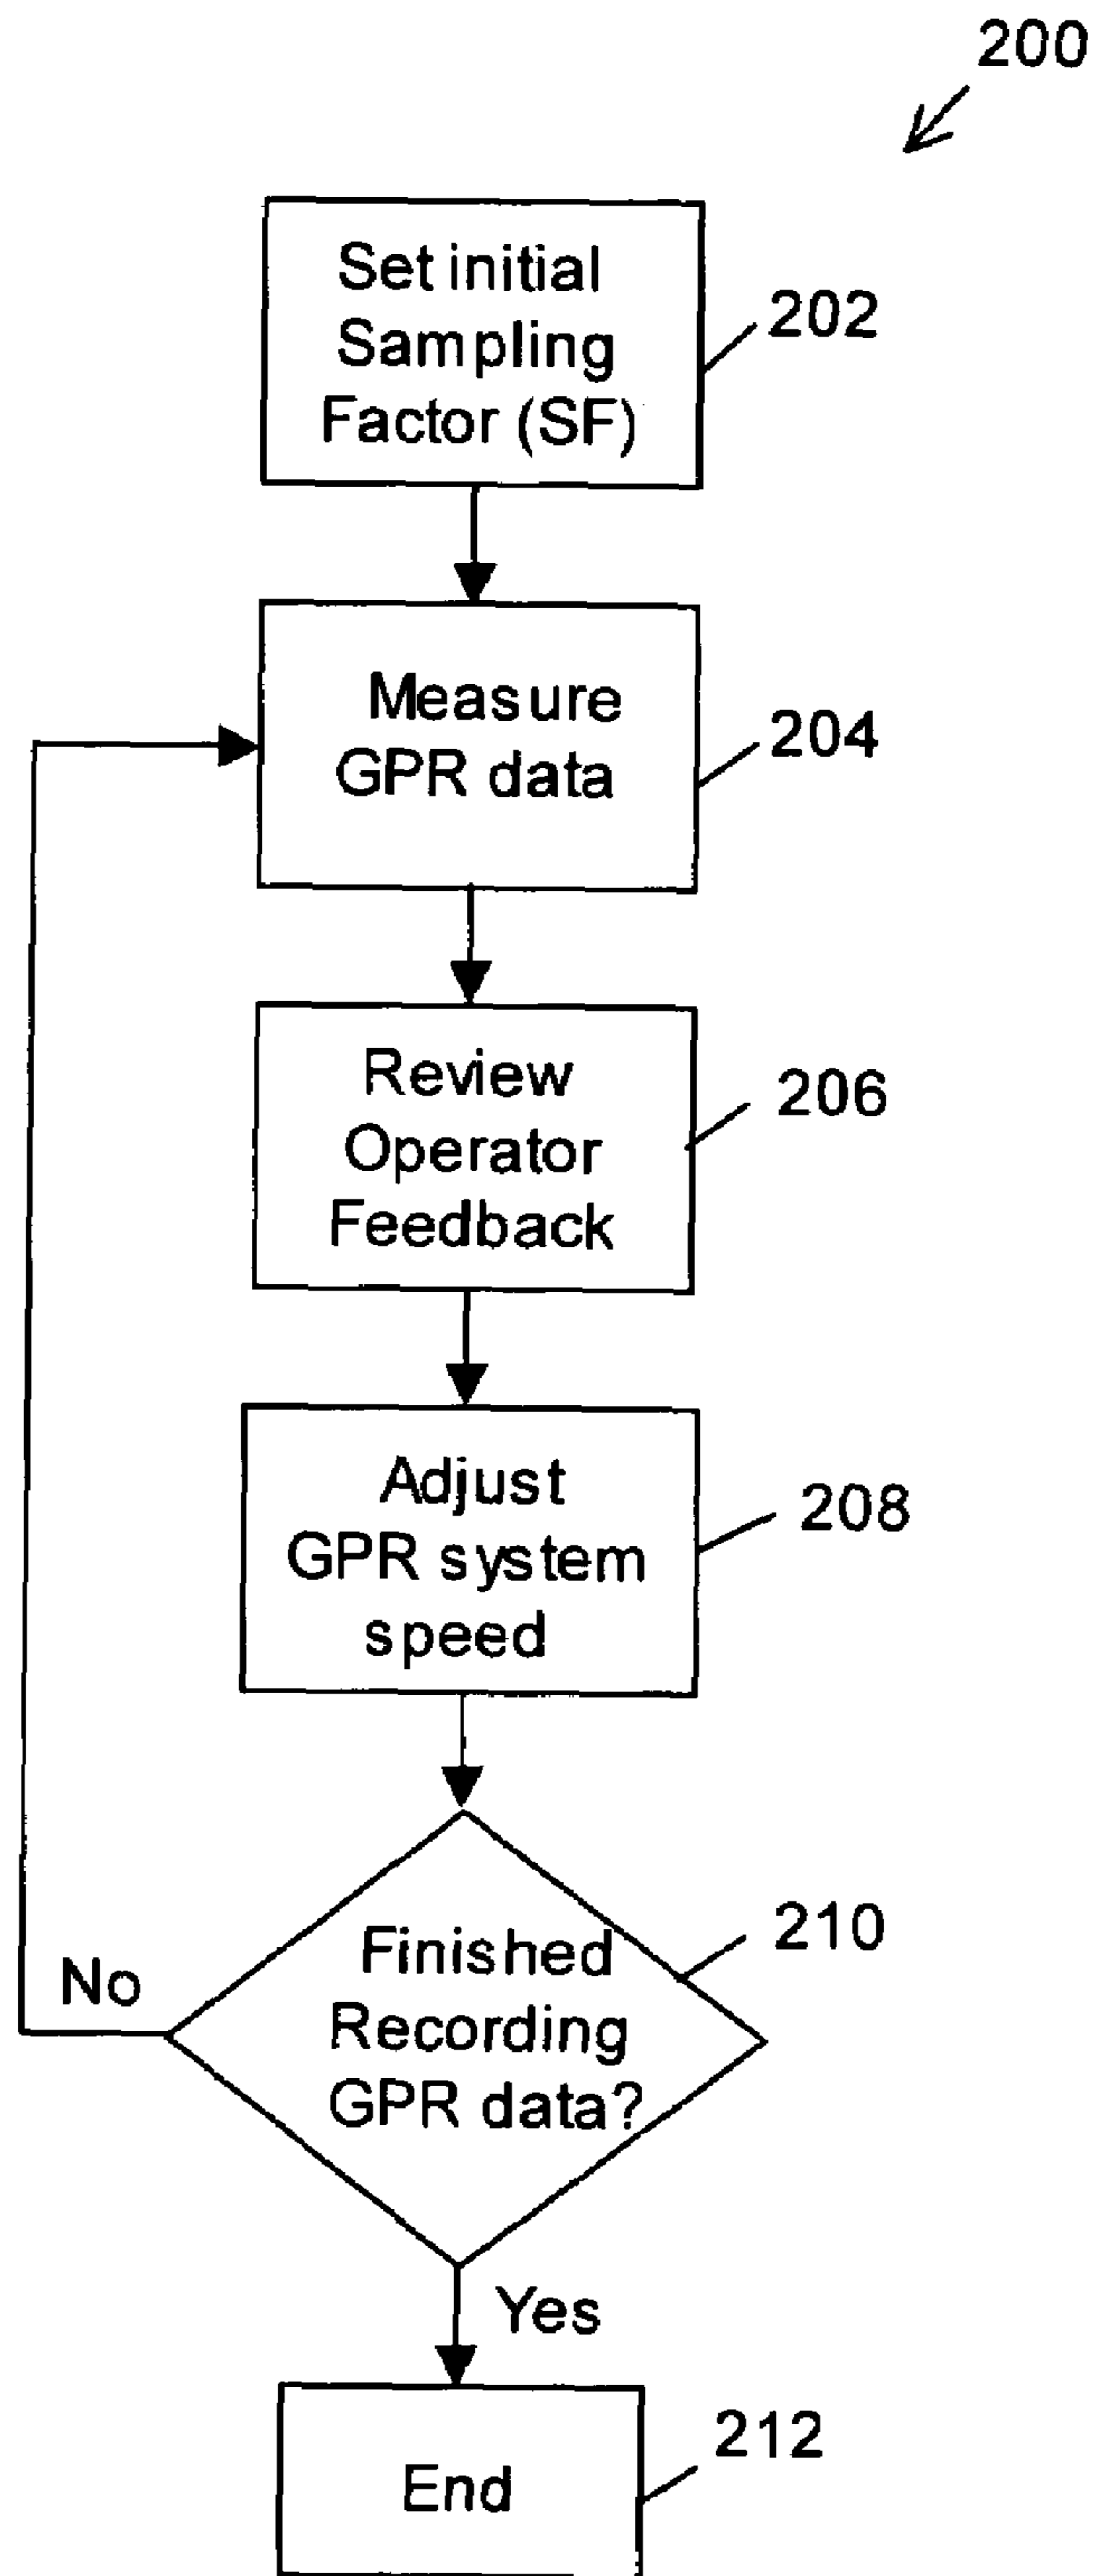 200
Set initial
Sampling
Factor (SF)
202
Measure
GPR data
204
Review
Operator
Feedback
206
Adjust
GPR system
speed
208
Finished
Recording
GPR data?
210
No
Yes
End
212